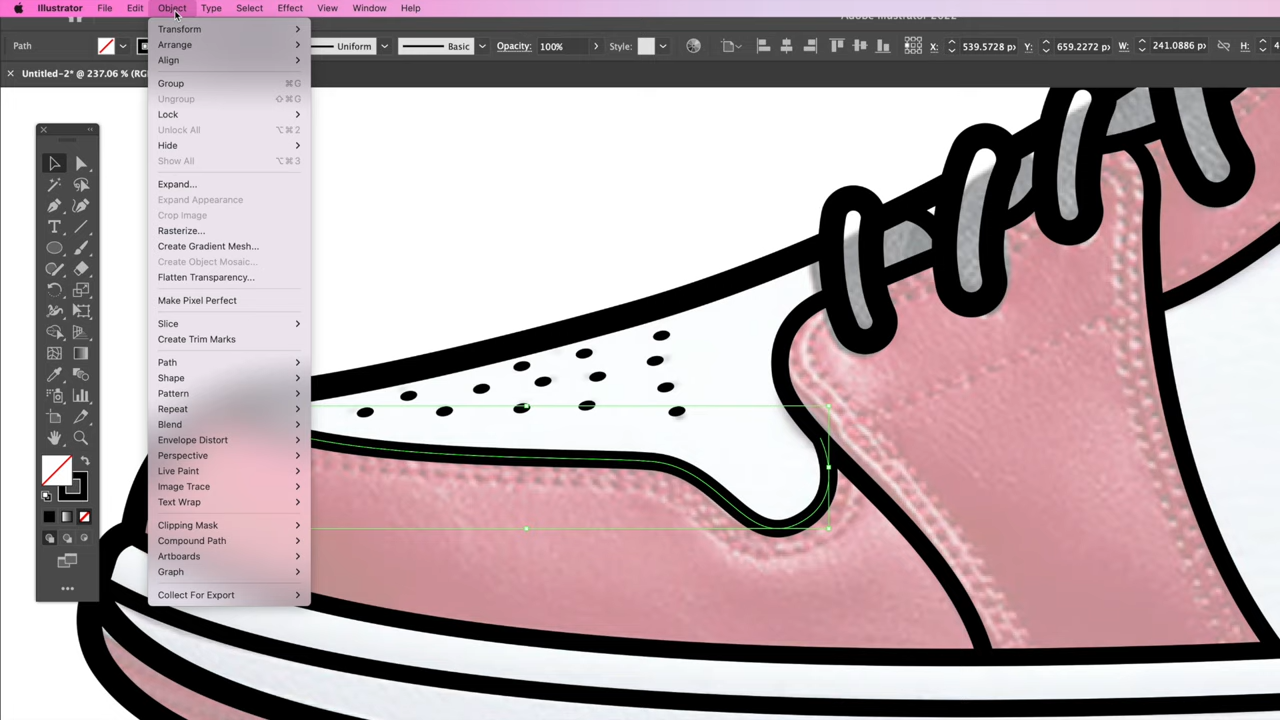 Illustrator File Edit Object Type Select Effect View Window Help
Path Uniform Basic Opacity: 100% Style: X: 539.5728 px Y: 659.2272 px W: 241.0886 px H:
Untitled-2* @ 237.06 %
Transform
Arrange
Align
Group ⌘G
Ungroup ⇧⌘G
Lock
Unlock All ⌥⌘2
Hide
Show All ⌥⌘3
Expand...
Expand Appearance
Crop Image
Rasterize...
Create Gradient Mesh...
Create Object Mosaic...
Flatten Transparency...
Make Pixel Perfect
Slice
Create Trim Marks
Path
Shape
Pattern
Repeat
Blend
Envelope Distort
Perspective
Live Paint
Image Trace
Text Wrap
Clipping Mask
Compound Path
Artboards
Graph
Collect For Export